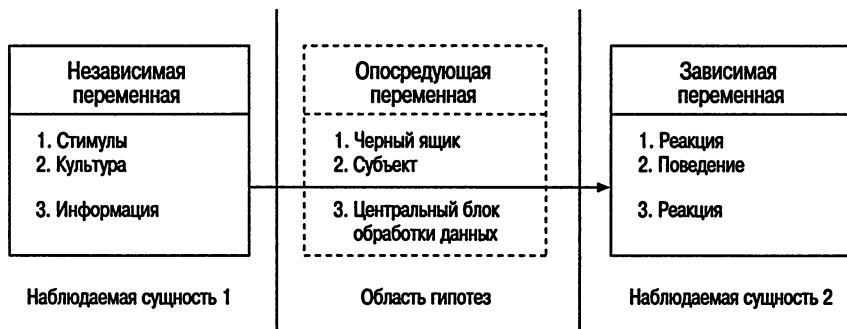 Независимая
переменная
1. Стимулы
2. Культура
3. Информация
Наблюдаемая сущность 1
Опосредующая
переменная
1. Черный ящик
2. Субъект
3. Центральный блок
обработки данных
Область гипотез
Зависимая
переменная
1. Реакция
2. Поведение
3. Реакция
Наблюдаемая сущность 2